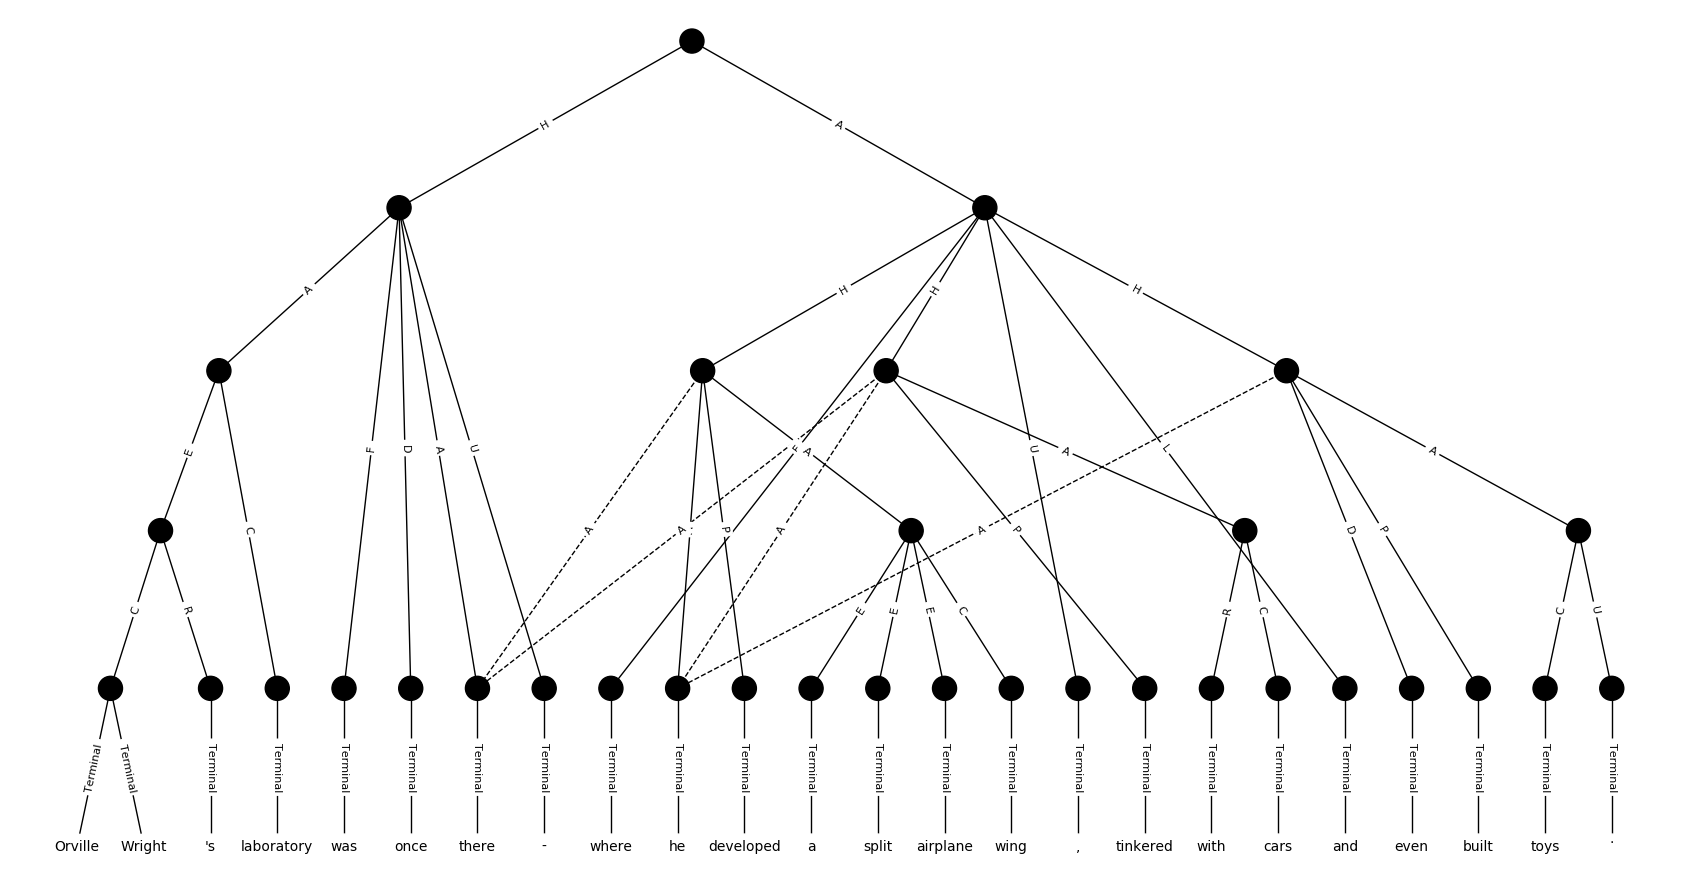 H A
A H H H
E C F D A U F A A U L A
A A P A P A D P
C R E E E C R C C U
Terminal Terminal Terminal Terminal Terminal Terminal Terminal Terminal Terminal Terminal Terminal Terminal Terminal Terminal Terminal Terminal Terminal Terminal Terminal Terminal Terminal Terminal Terminal Terminal
Orville Wright 's laboratory was once there - where he developed a split airplane wing , tinkered with cars and even built toys .